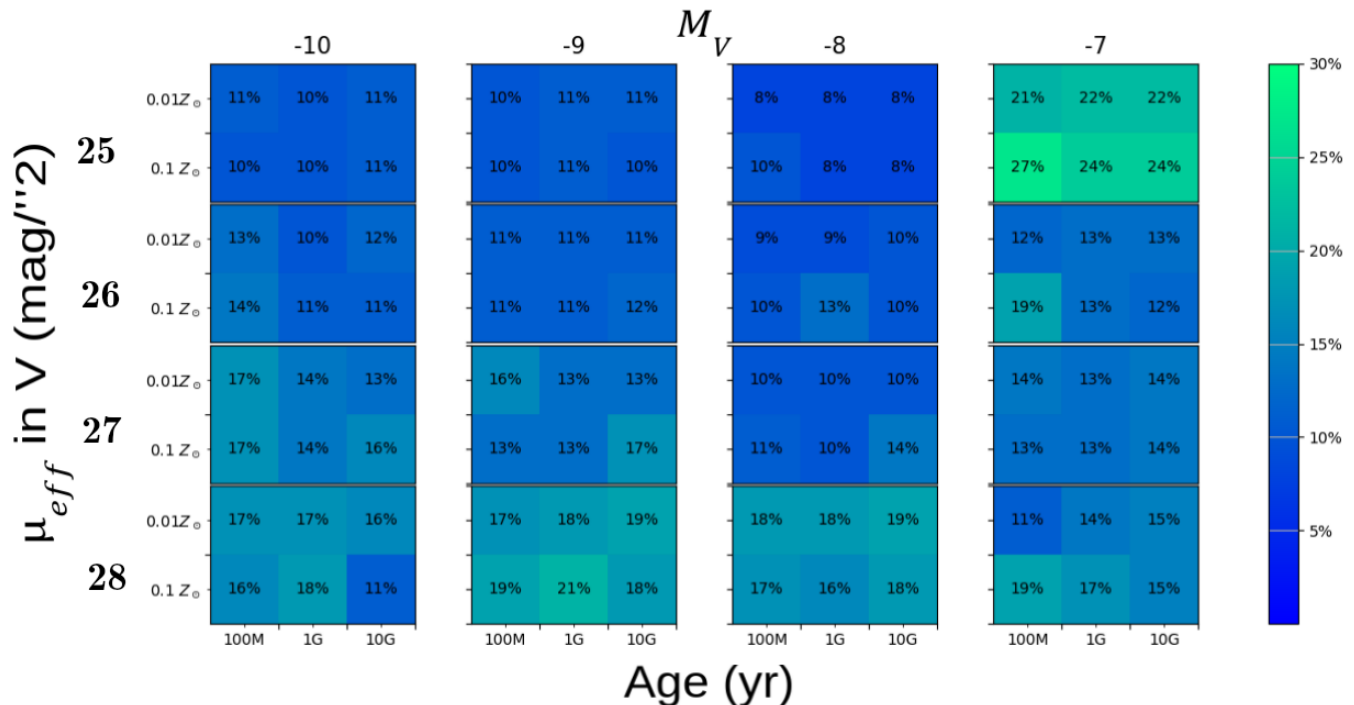 M_V
-10 -9 -8 -7
μ_eff in V (mag/"2)
25
0.01Z⊙ 11% 10% 11% 10% 11% 11% 8% 8% 8% 21% 22% 22%
0.1 Z⊙ 10% 10% 11% 10% 11% 10% 10% 8% 8% 27% 24% 24%
26
0.01Z⊙ 13% 10% 12% 11% 11% 11% 9% 9% 10% 12% 13% 13%
0.1 Z⊙ 14% 11% 11% 11% 11% 12% 10% 13% 10% 19% 13% 12%
27
0.01Z⊙ 17% 14% 13% 16% 13% 13% 10% 10% 10% 14% 13% 14%
0.1 Z⊙ 17% 14% 16% 13% 13% 17% 11% 10% 14% 13% 13% 14%
28
0.01Z⊙ 17% 17% 16% 17% 18% 19% 18% 18% 19% 11% 14% 15%
0.1 Z⊙ 16% 18% 11% 19% 21% 18% 17% 16% 18% 19% 17% 15%
100M 1G 10G 100M 1G 10G 100M 1G 10G 100M 1G 10G
Age (yr)
30%
25%
20%
15%
10%
5%